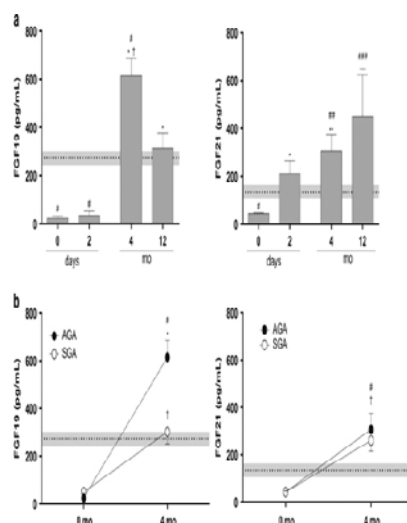 a
FGF19 (pg/mL)
800
600
400
200
0
#
#
#
* †
*
0
2
4
12
days
mo
FGF21 (pg/mL)
800
600
400
200
0
#
*
##
**
###
0
2
4
12
days
mo
b
FGF19 (pg/mL)
800
600
400
200
0
AGA
SGA
#
†
0 mo
4 mo
FGF21 (pg/mL)
800
600
400
200
0
AGA
SGA
#
†
0 mo
4 mo